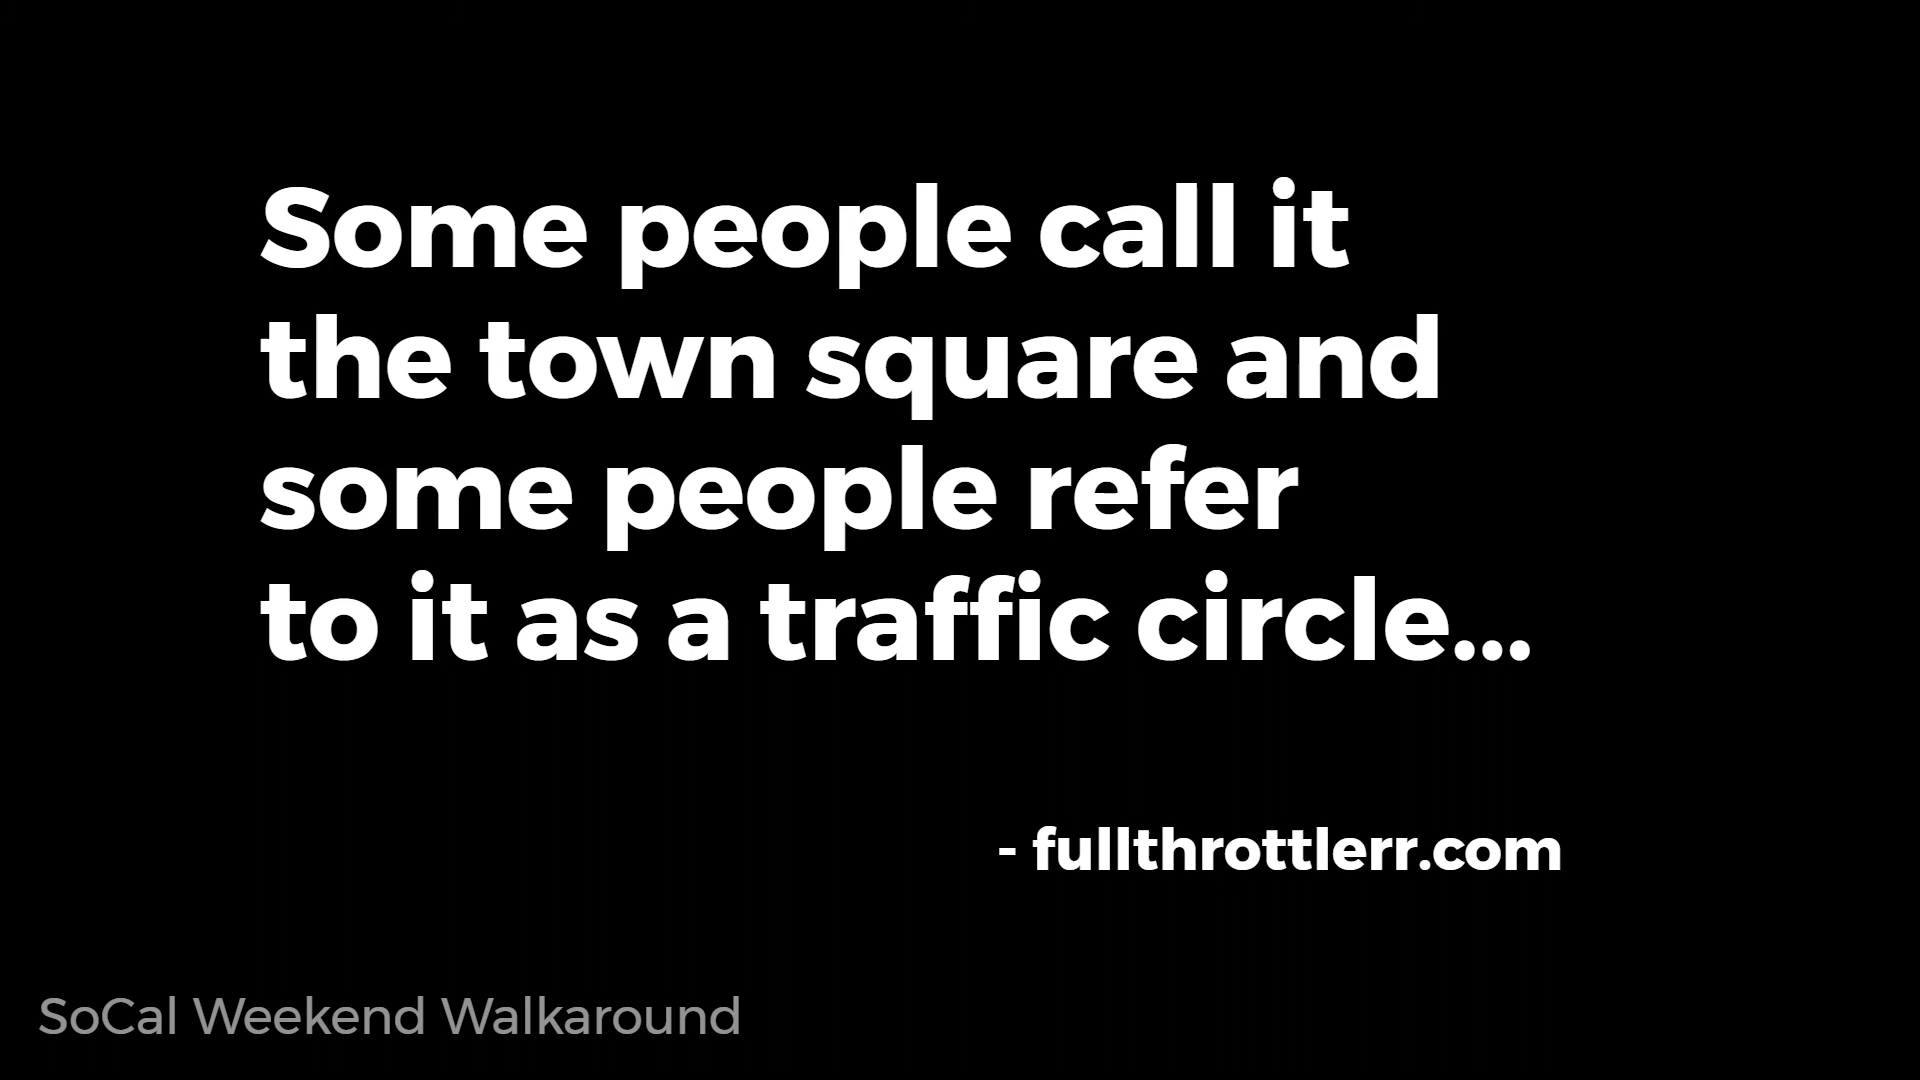 Some people call it
the town square and
some people refer
to it as a traffic circle...
- fullthrottlerr.com
SoCal Weekend Walkaround